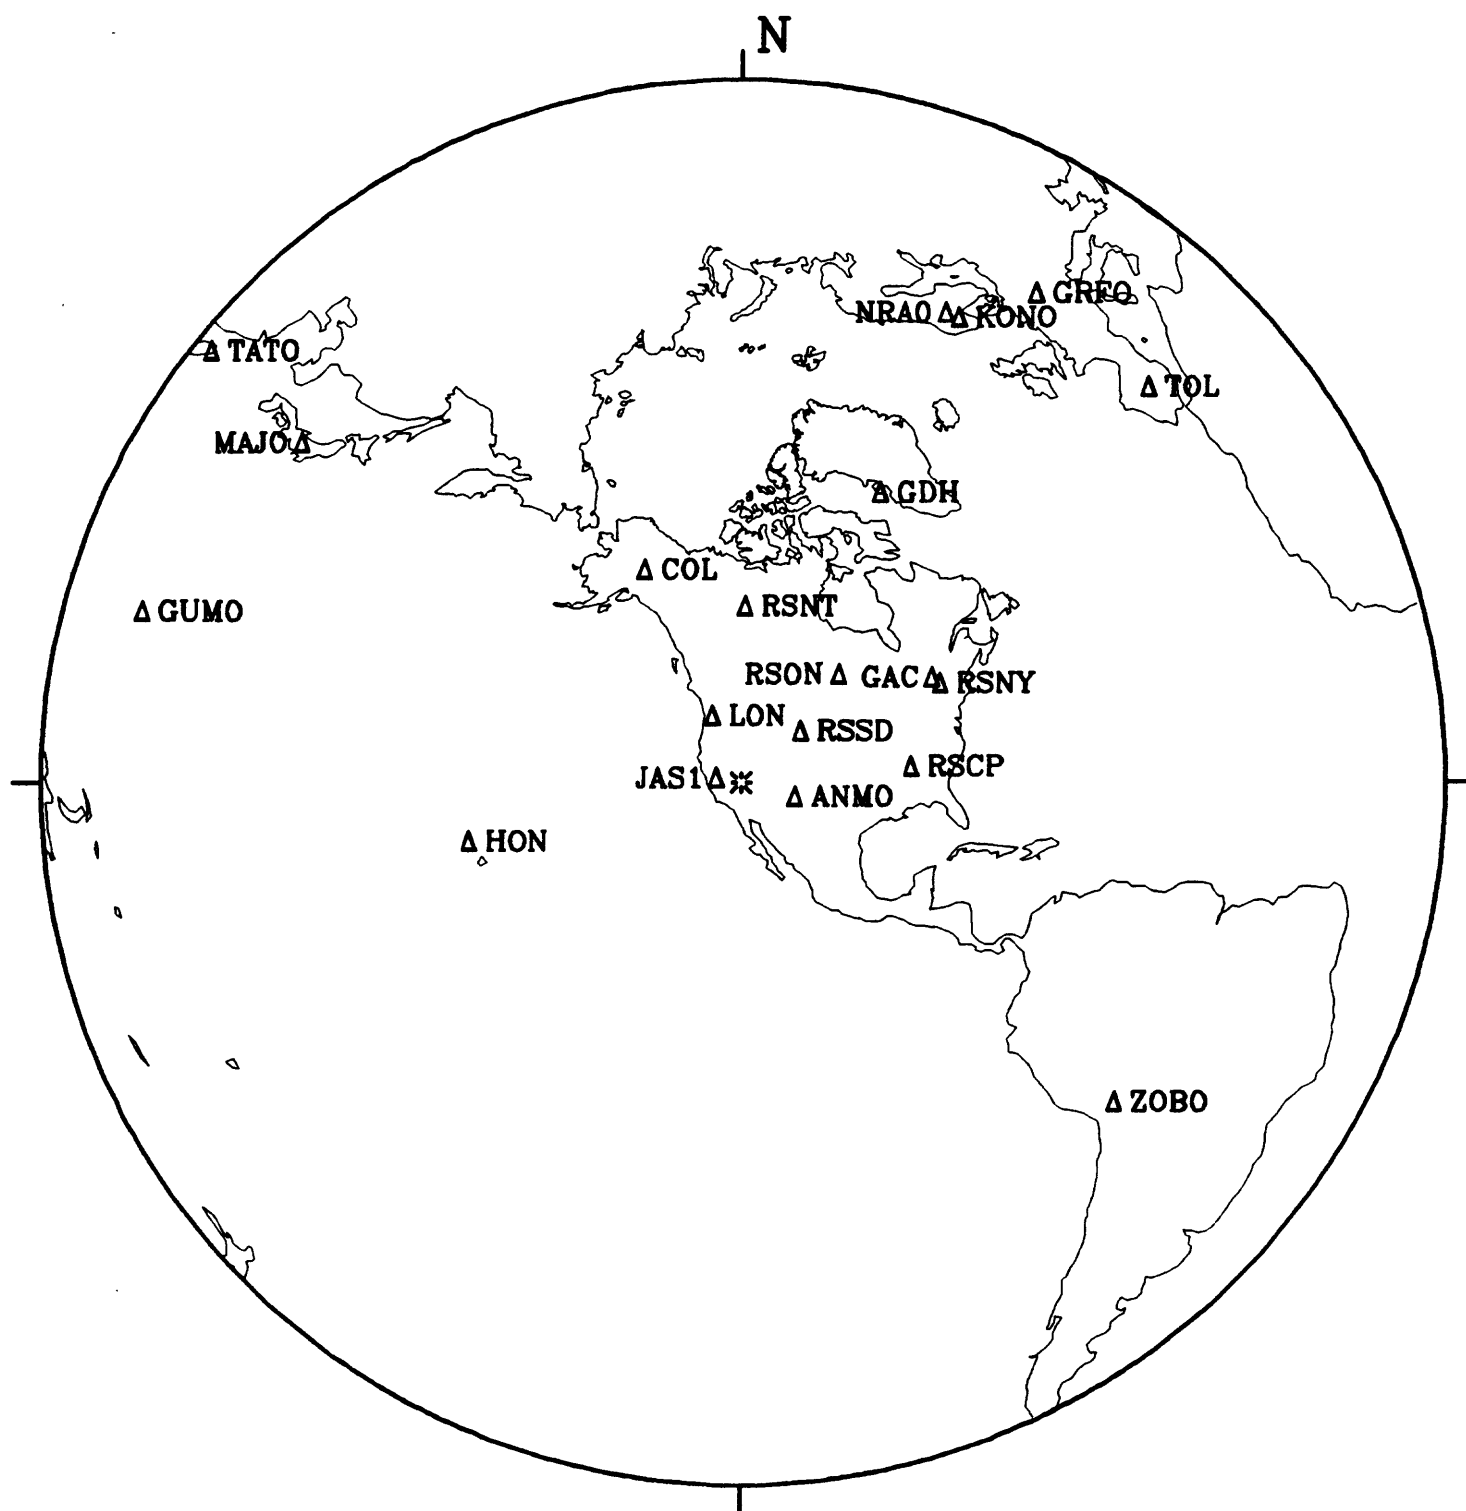 N
GRFO
NRAO
KONO
TATO
TOL
MAJO
GDH
COL
RSNT
GUMO
RSON
GAC
RSNY
LON
RSSD
RSCP
JAS1
ANMO
HON
ZOBO